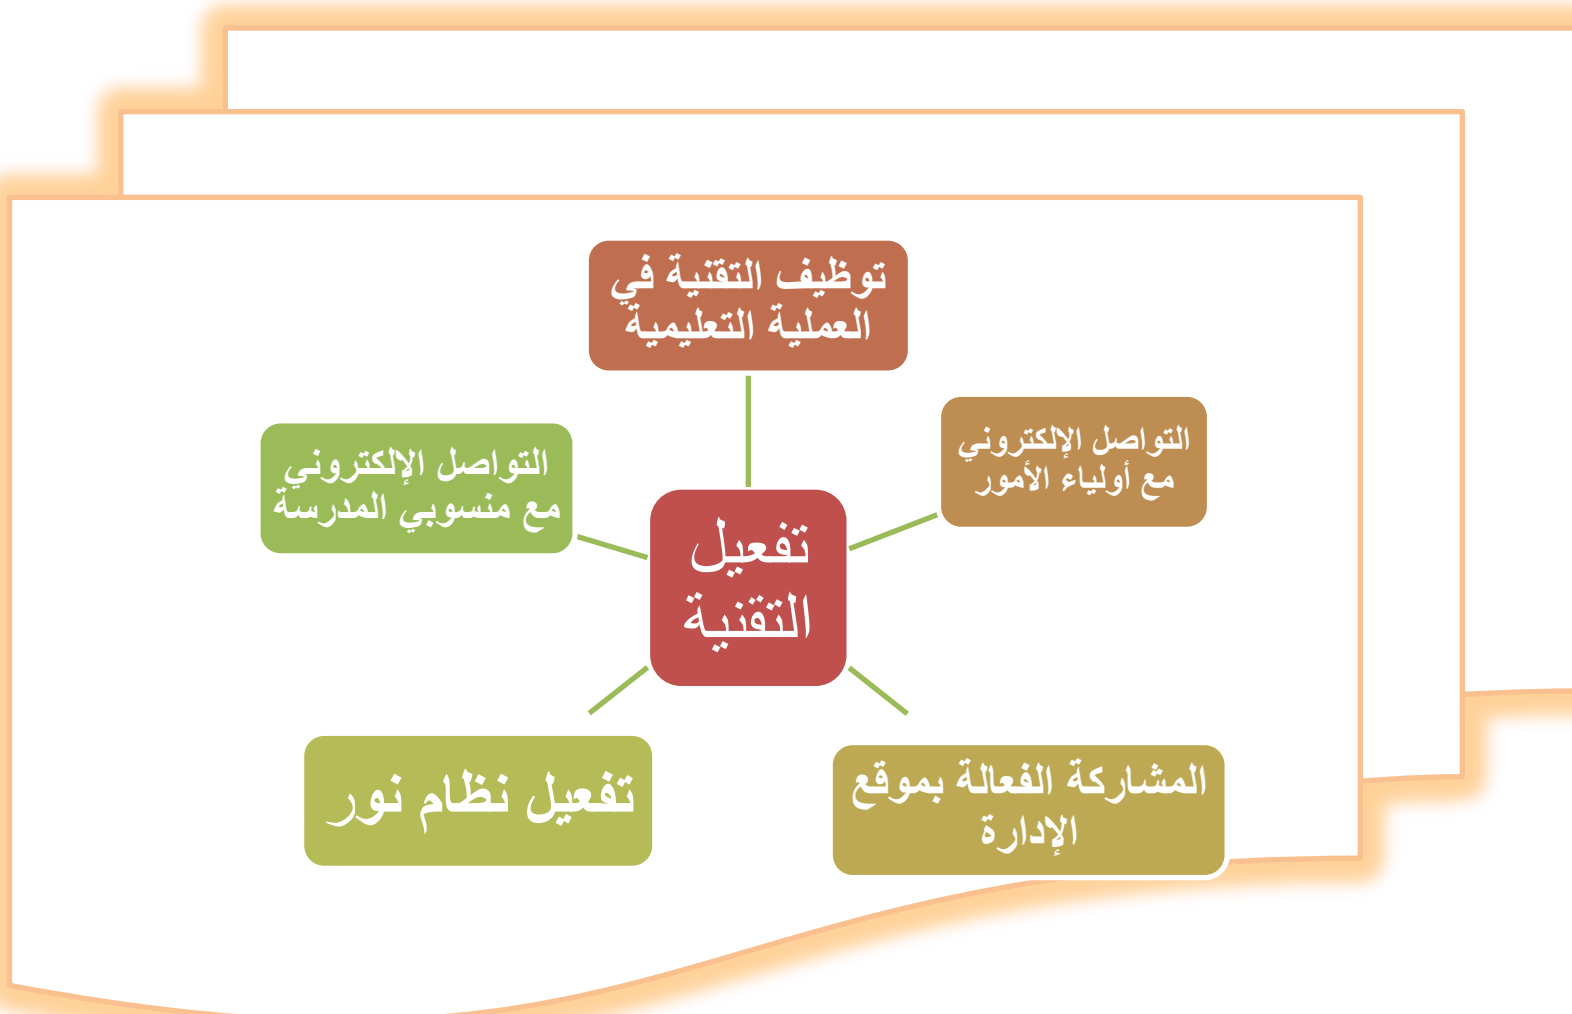 توظيف التقنية في
العملية التعليمية
التواصل الإلكتروني
مع أولياء الأمور
التواصل الإلكتروني
مع منسوبي المدرسة
تفعيل
التقنية
المشاركة الفعالة بموقع
الإدارة
تفعيل نظام نور